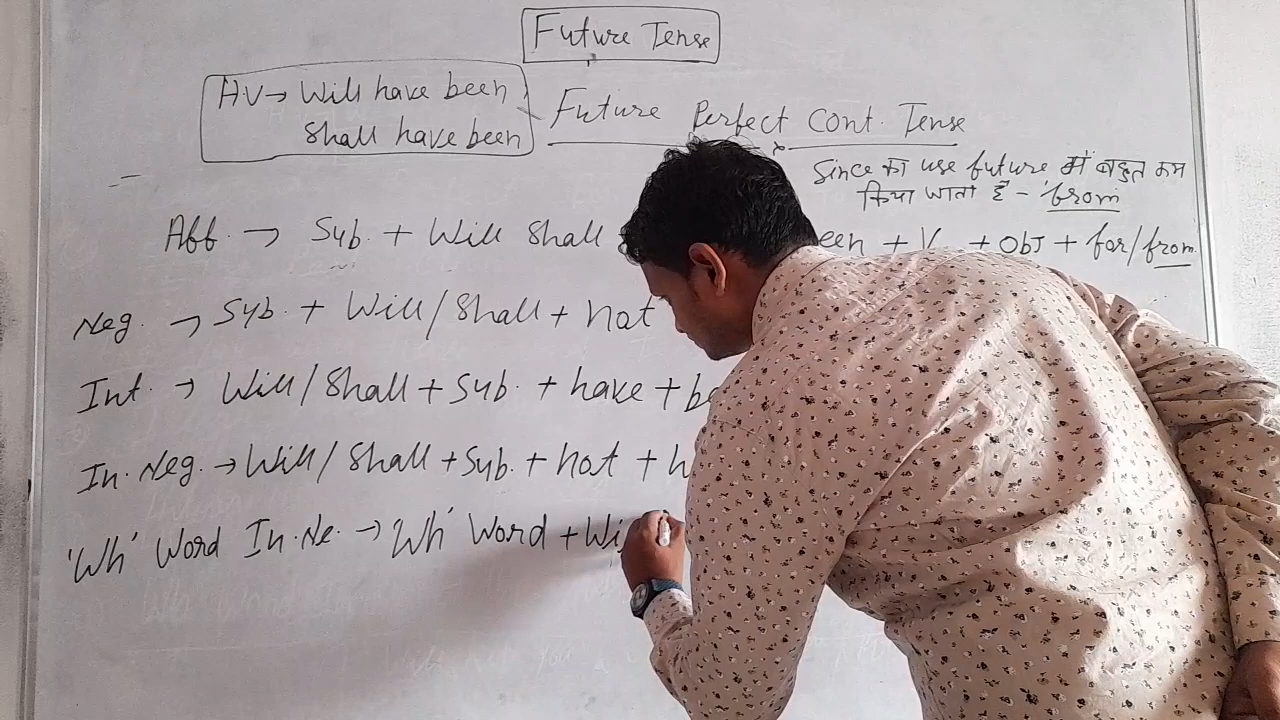 Future Tense
HV → Will have been
Shall have been
Future Perfect Cont. Tense
Since का use future में बहुत कम
किया जाता है - 'from'
Aff. → Sub. + Will Shall een + V + obj + for/from
Neg. → Sub. + Will/Shall + not
Int. → Will/Shall + Sub. + have + be
In. Neg. → Will/Shall + Sub. + not + h
'Wh' Word In. Ne. → Wh' Word + Wi